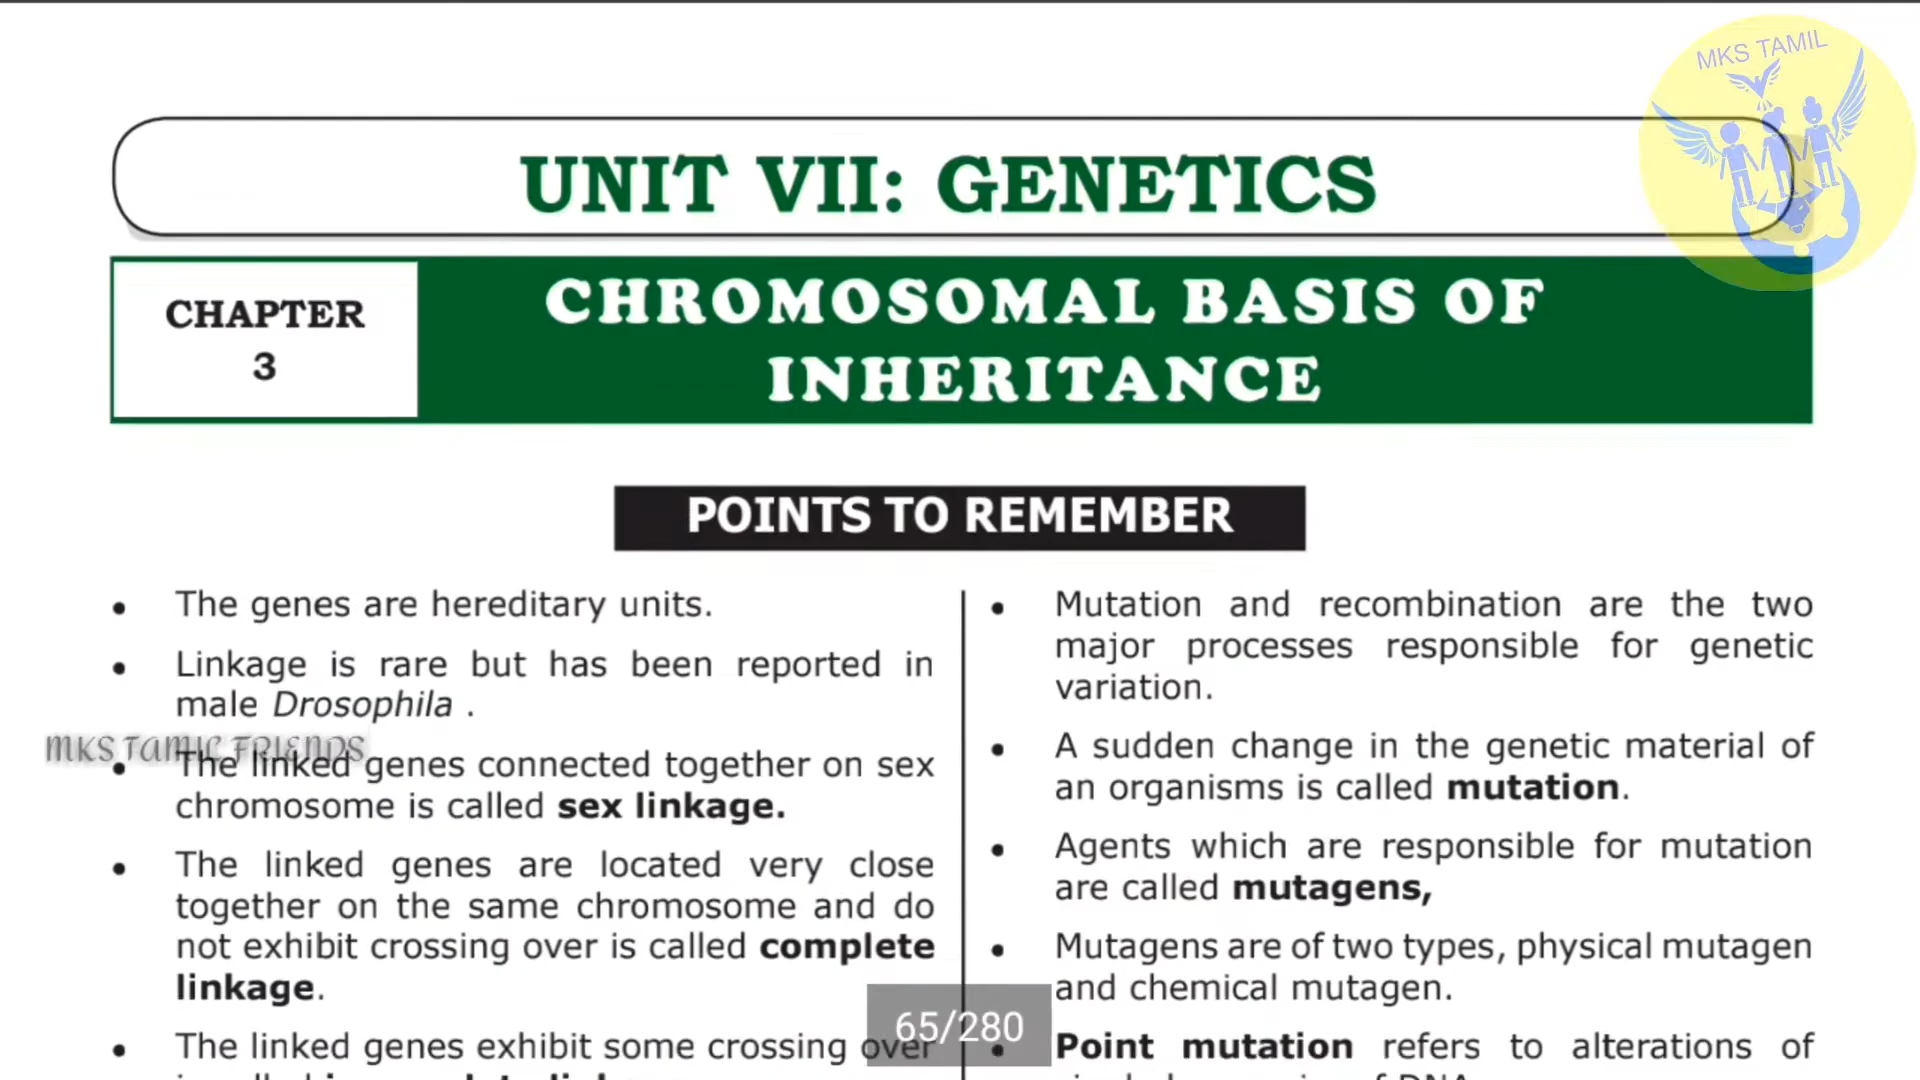 MKS TAMIL
UNIT VII: GENETICS
CHAPTER
3
CHROMOSOMAL BASIS OF
INHERITANCE
POINTS TO REMEMBER
• The genes are hereditary units.
• Linkage is rare but has been reported in
male Drosophila .
MKS TAMIL FRIENDS
• The linked genes connected together on sex
chromosome is called sex linkage.
• The linked genes are located very close
together on the same chromosome and do
not exhibit crossing over is called complete
linkage.
• The linked genes exhibit some crossing over
• Mutation and recombination are the two
major processes responsible for genetic
variation.
• A sudden change in the genetic material of
an organisms is called mutation.
• Agents which are responsible for mutation
are called mutagens,
• Mutagens are of two types, physical mutagen
and chemical mutagen.
• Point mutation refers to alterations of
65/280